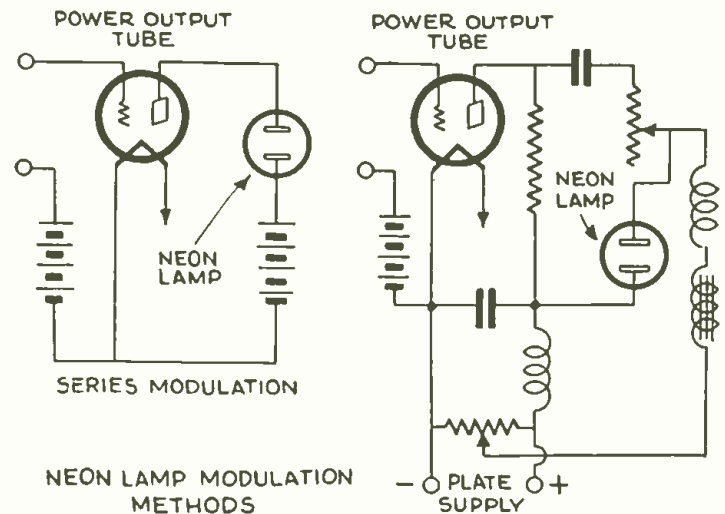 POWER OUTPUT
TUBE
NEON
LAMP
SERIES MODULATION
POWER OUTPUT
TUBE
NEON
LAMP
- PLATE +
SUPPLY
NEON LAMP MODULATION
METHODS